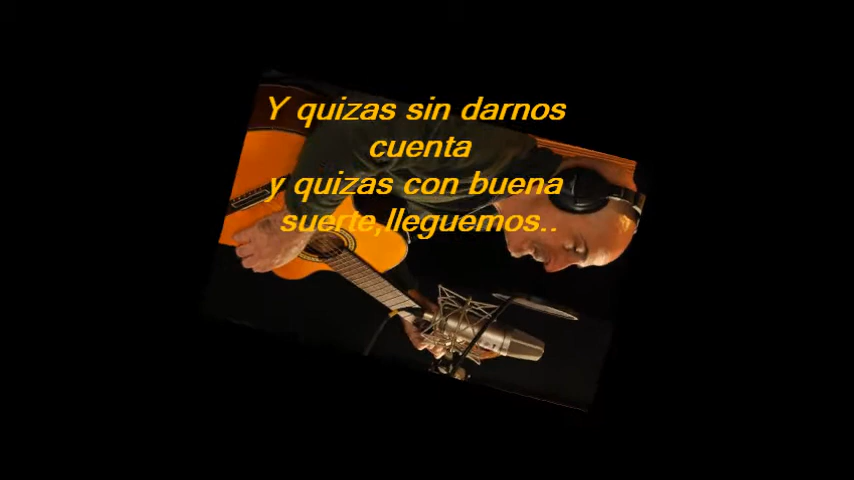 Y quizas sin darnos
cuenta
y quizas con buena
suerte,lleguemos..